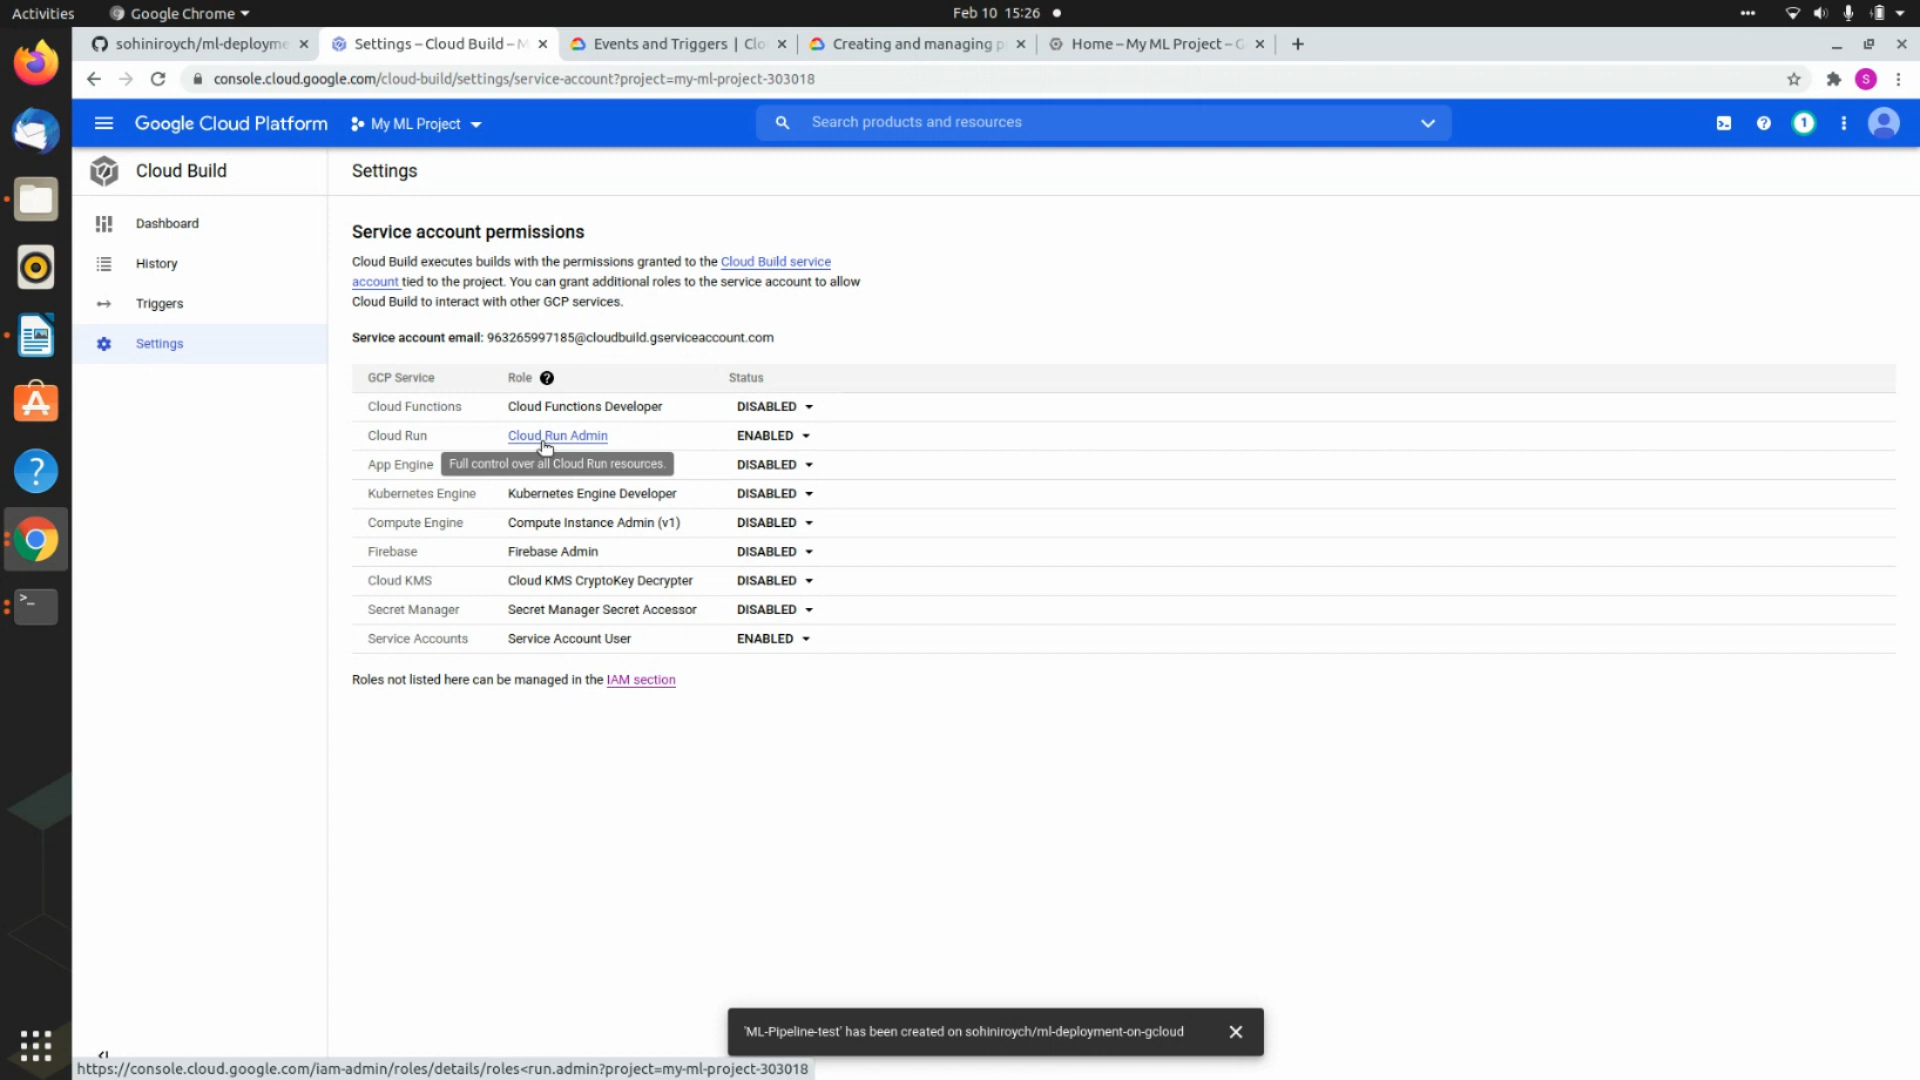 Activities
Google Chrome
Feb 10 15:26
sohiniroych/ml-deployme
Settings – Cloud Build – M
Events and Triggers | Clo
Creating and managing p
Home – My ML Project – G
console.cloud.google.com/cloud-build/settings/service-account?project=my-ml-project-303018
S
Google Cloud Platform
My ML Project
Search products and resources
1
Cloud Build
Settings
Dashboard
History
Triggers
Settings
Service account permissions
Cloud Build executes builds with the permissions granted to the Cloud Build service
account tied to the project. You can grant additional roles to the service account to allow
Cloud Build to interact with other GCP services.
Service account email: 963265997185@cloudbuild.gserviceaccount.com
GCP Service Role Status
Cloud Functions Cloud Functions Developer DISABLED
Cloud Run Cloud Run Admin ENABLED
App Engine DISABLED
Full control over all Cloud Run resources.
Kubernetes Engine Kubernetes Engine Developer DISABLED
Compute Engine Compute Instance Admin (v1) DISABLED
Firebase Firebase Admin DISABLED
Cloud KMS Cloud KMS CryptoKey Decrypter DISABLED
Secret Manager Secret Manager Secret Accessor DISABLED
Service Accounts Service Account User ENABLED
Roles not listed here can be managed in the IAM section
'ML-Pipeline-test' has been created on sohiniroych/ml-deployment-on-gcloud
https://console.cloud.google.com/iam-admin/roles/details/roles<run.admin?project=my-ml-project-303018